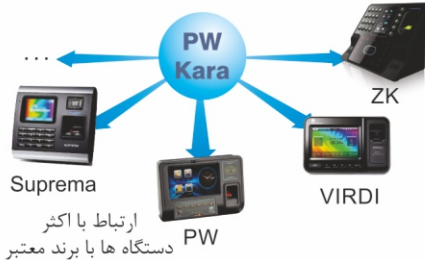 PW
Kara
...
ZK
Suprema
VIRDI
PW
ارتباط با اکثر
دستگاه ها با برند معتبر